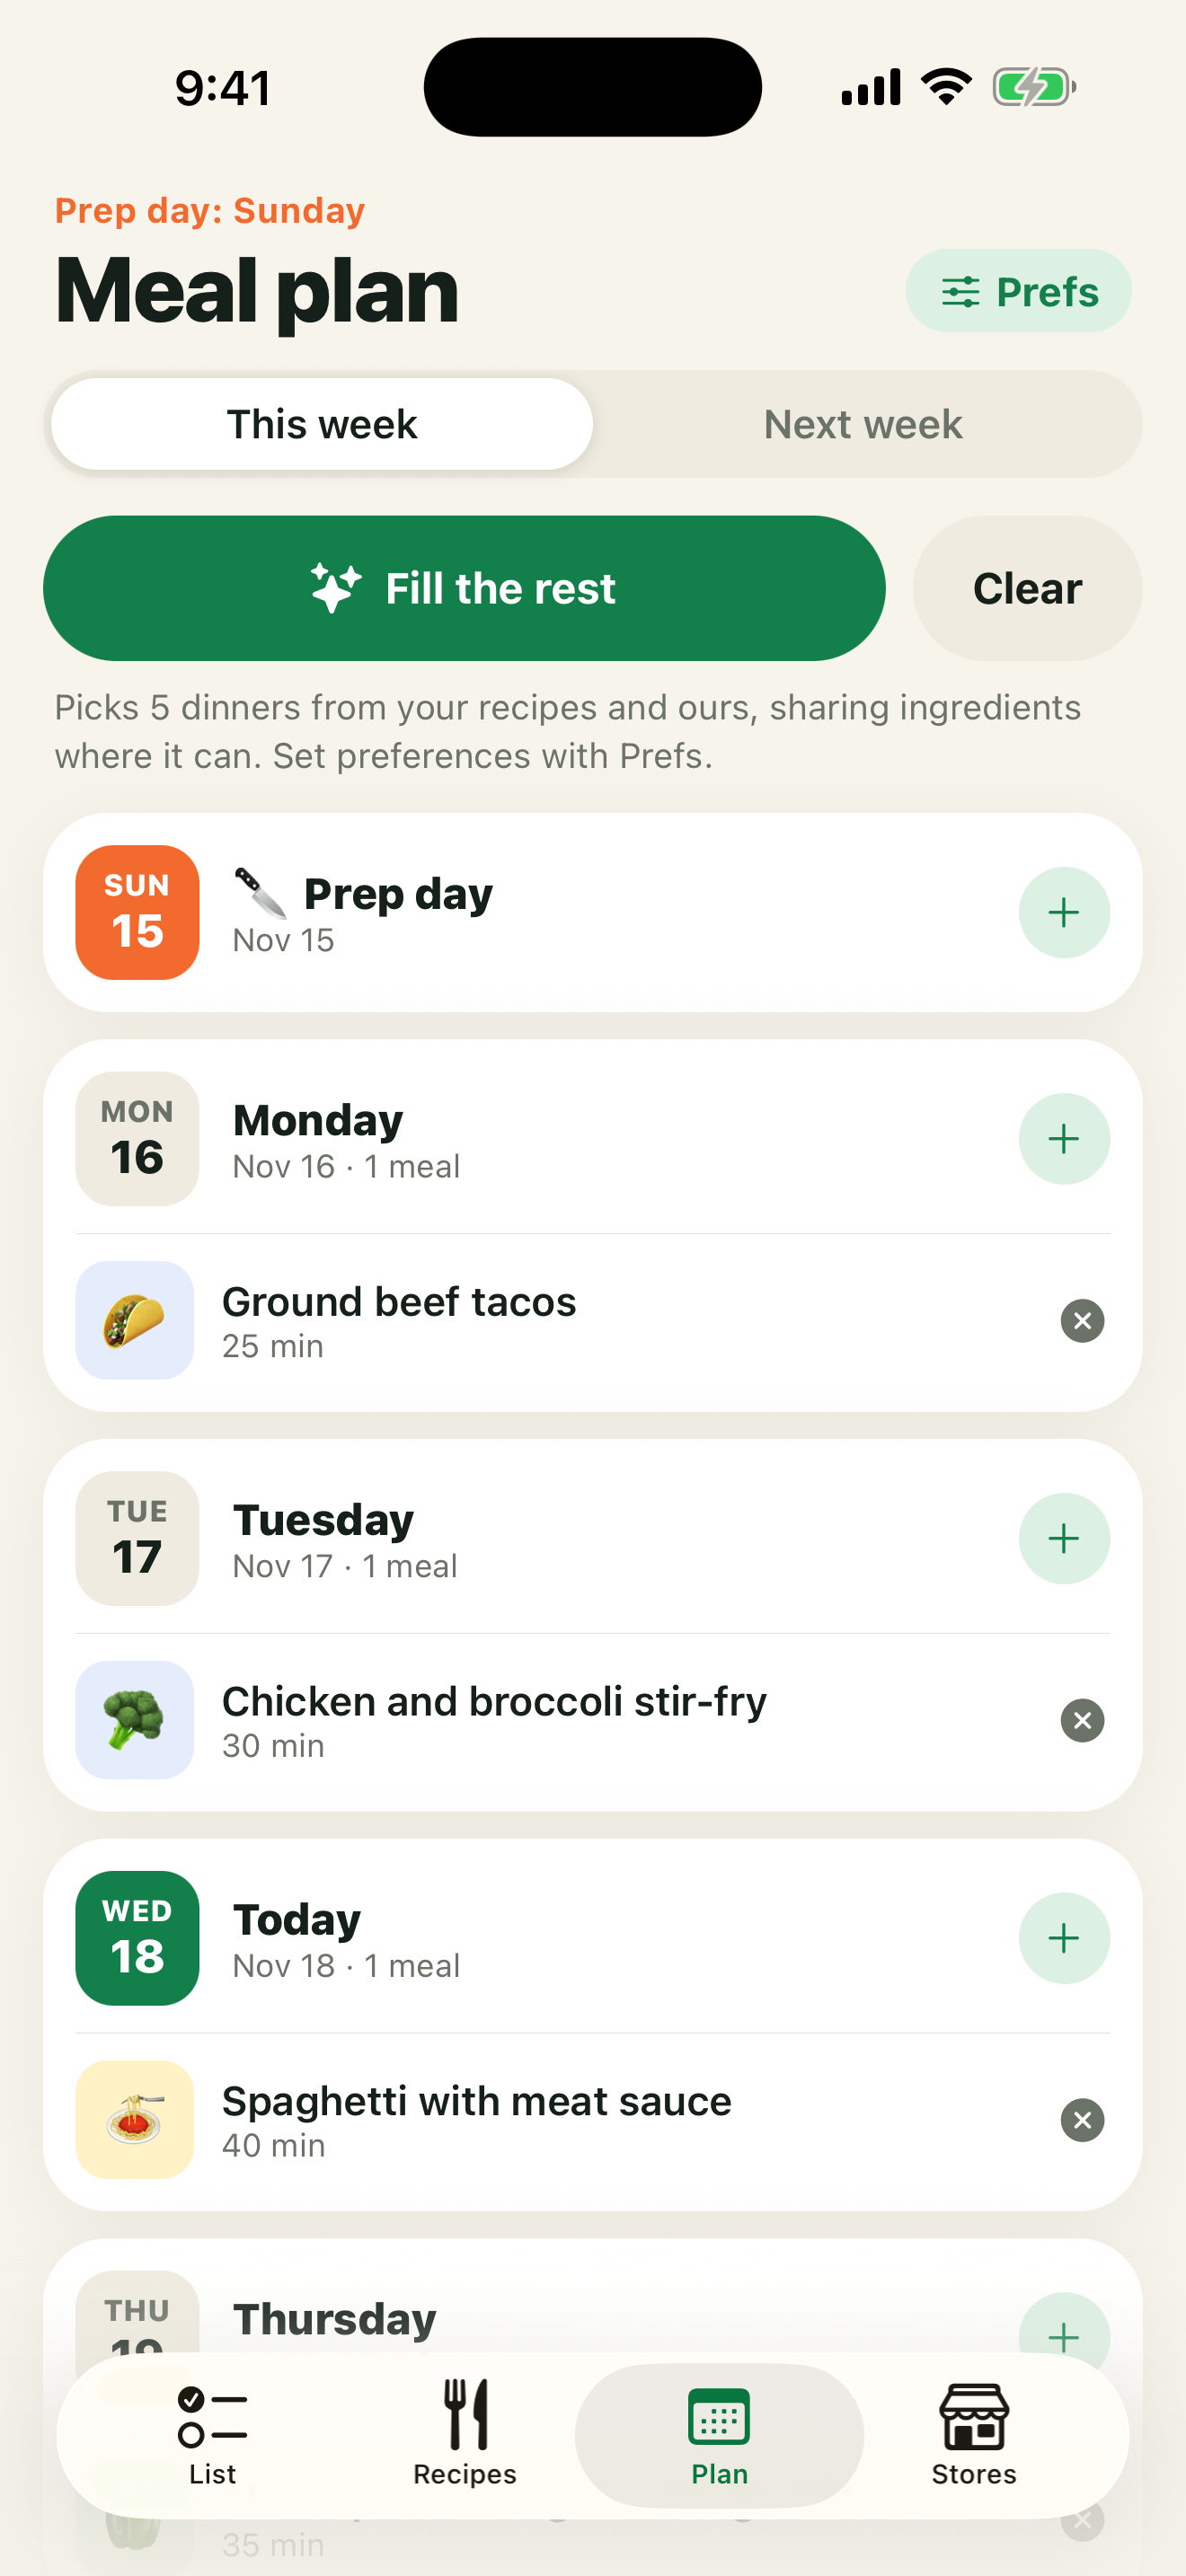 9:41
Prep day: Sunday
Meal plan
Prefs
This week
Next week
Fill the rest
Clear
Picks 5 dinners from your recipes and ours, sharing ingredients
where it can. Set preferences with Prefs.
SUN
15
Prep day
Nov 15
MON
16
Monday
Nov 16 · 1 meal
Ground beef tacos
25 min
TUE
17
Tuesday
Nov 17 · 1 meal
Chicken and broccoli stir-fry
30 min
WED
18
Today
Nov 18 · 1 meal
Spaghetti with meat sauce
40 min
THU
19
Thursday
List
Recipes
Plan
Stores
35 min